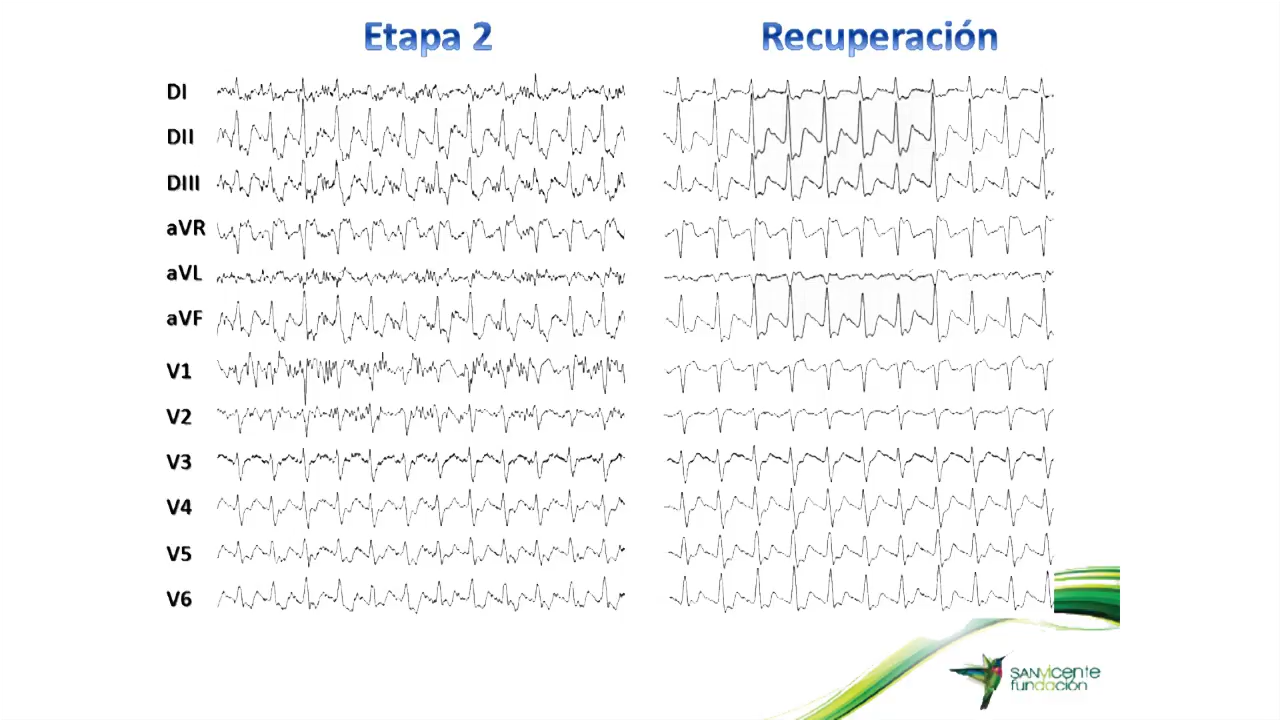 Etapa 2
Recuperación
DI
DII
DIII
aVR
aVL
aVF
V1
V2
V3
V4
V5
V6
SANVICENTE
fundación